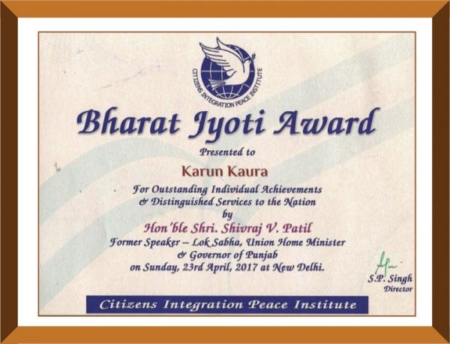 CITIZENS INTEGRATION PEACE INSTITUTE
Bharat Jyoti Award
Presented to
Karun Kaura
For Outstanding Individual Achievements
& Distinguished Services to the Nation
by
Hon'ble Shri. Shivraj V. Patil
Former Speaker – Lok Sabha, Union Home Minister
& Governor of Punjab
on Sunday, 23rd April, 2017 at New Delhi.
S.P. Singh
Director
Citizens Integration Peace Institute